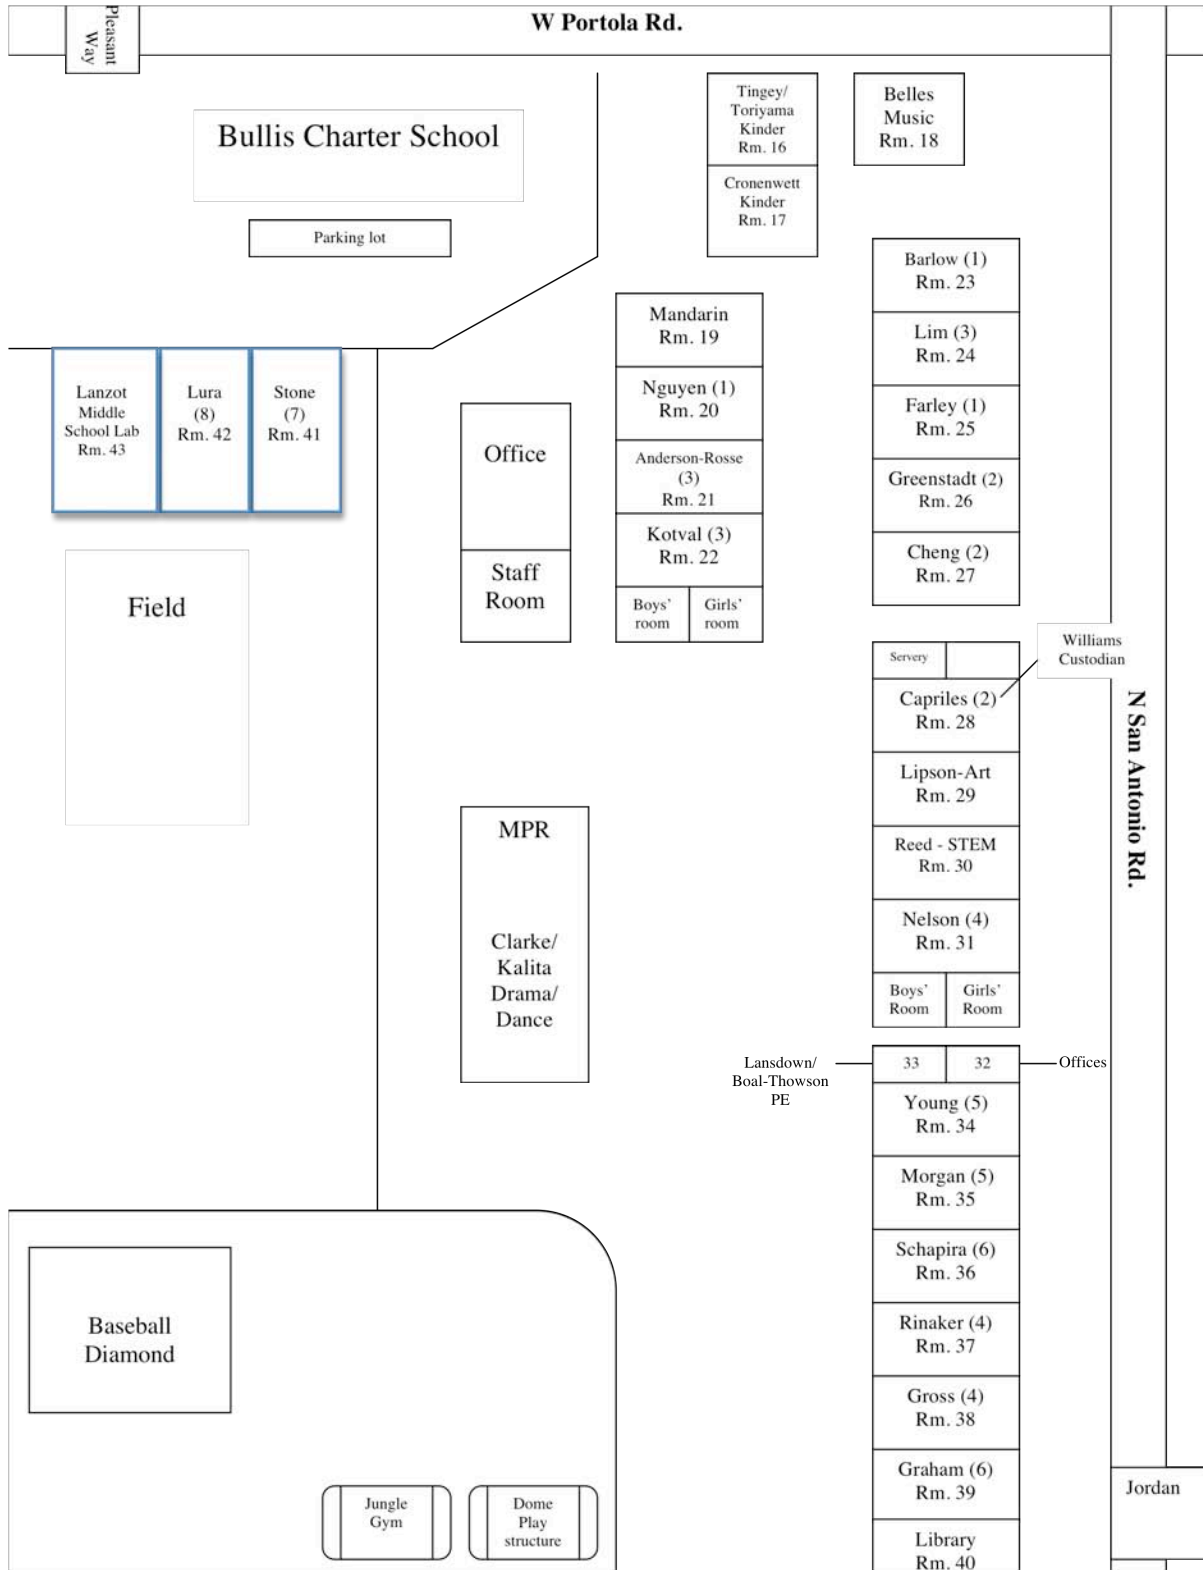 W Portola Rd.
Pleasant
Way
Bullis Charter School
Parking lot
Tingey/
Toriyama
Kinder
Rm. 16
Cronenwett
Kinder
Rm. 17
Belles
Music
Rm. 18
Mandarin
Rm. 19
Nguyen (1)
Rm. 20
Anderson-Rosse
(3)
Rm. 21
Kotval (3)
Rm. 22
Boys’
room
Girls’
room
Barlow (1)
Rm. 23
Lim (3)
Rm. 24
Farley (1)
Rm. 25
Greenstadt (2)
Rm. 26
Cheng (2)
Rm. 27
Lanzot
Middle
School Lab
Rm. 43
Lura
(8)
Rm. 42
Stone
(7)
Rm. 41
Office
Staff
Room
Field
Servery
Williams
Custodian
Capriles (2)
Rm. 28
Lipson-Art
Rm. 29
Reed - STEM
Rm. 30
Nelson (4)
Rm. 31
Boys’
Room
Girls’
Room
N San Antonio Rd.
MPR
Clarke/
Kalita
Drama/
Dance
Lansdown/
Boal-Thowson
PE
33
32
Offices
Young (5)
Rm. 34
Morgan (5)
Rm. 35
Schapira (6)
Rm. 36
Rinaker (4)
Rm. 37
Gross (4)
Rm. 38
Graham (6)
Rm. 39
Library
Rm. 40
Baseball
Diamond
Jungle
Gym
Dome
Play
structure
Jordan